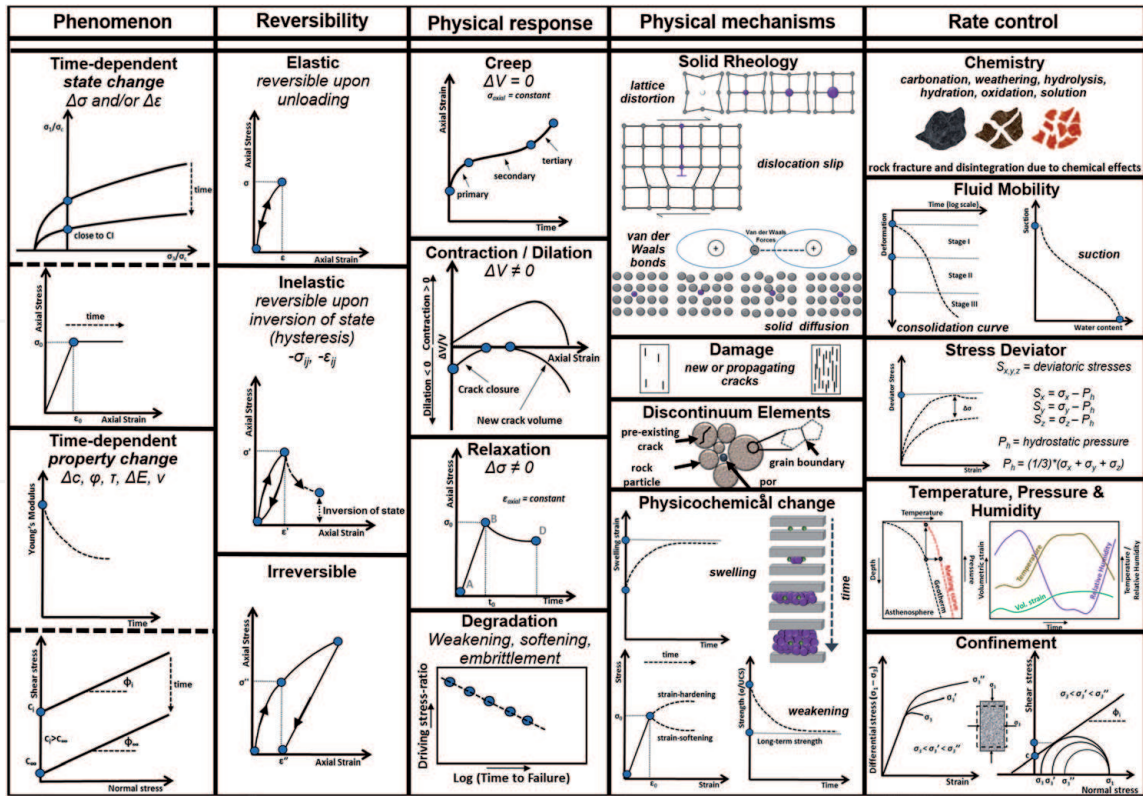 Phenomenon
Time-dependent
state change
Δσ and/or Δε
σ₁/σc
time
close to CI
σ₃/σc
Axial Stress
time
σ₀
ε₀
Axial Strain
Time-dependent
property change
Δc, φ, τ, ΔE, ν
Young's Modulus
Time
Shear stress
ϕi
time
ci
ci>c∞
ϕ∞
c∞
Normal stress
Reversibility
Elastic
reversible upon
unloading
Axial Stress
σ
ε
Axial Strain
Inelastic
reversible upon
inversion of state
(hysteresis)
-σij, -εij
Axial Stress
σ'
Inversion of state
ε'
Axial Strain
Irreversible
Axial Stress
σ''
ε''
Axial Strain
Physical response
Creep
ΔV = 0
σaxial = constant
Axial Strain
tertiary
secondary
primary
Time
Contraction / Dilation
ΔV ≠ 0
Dilation < 0
Contraction > 0
ΔV/V
Axial Strain
Crack closure
New crack volume
Relaxation
Δσ ≠ 0
εaxial = constant
Axial Stress
σ₀
B
D
A
t₀
Time
Degradation
Weakening, softening,
embrittlement
Driving stress-ratio
Log (Time to Failure)
Physical mechanisms
Solid Rheology
lattice
distortion
dislocation slip
van der
Waals
bonds
Van der Waals
Forces
+
+
solid diffusion
Damage
new or propagating
cracks
Discontinuum Elements
pre-existing
crack
rock
particle
grain boundary
por
e
Physicochemical change
Swelling strain
swelling
time
Time
Stress
time
σ₀
strain-hardening
strain-softening
ε₀
Strength (σ/UCS)
weakening
Long-term strength
Time
Rate control
Chemistry
carbonation, weathering, hydrolysis,
hydration, oxidation, solution
rock fracture and disintegration due to chemical effects
Fluid Mobility
Time (log scale)
Deformation
Stage I
Stage II
Stage III
consolidation curve
Suction
suction
Water content
Stress Deviator
Sx,y,z = deviatoric stresses
Deviator Stress
Δσ
Strain
Sx = σx – Ph
Sy = σy – Ph
Sz = σz – Ph
Ph = hydrostatic pressure
Ph = (1/3)*(σx + σy + σz)
Temperature, Pressure &
Humidity
Temperature
Depth
Geotherm
Melting curve
Asthenosphere
Pressure
Volumetric strain
Temperature
Relative Humidity
Vol. strain
Temperature /
Relative Humidity
Time
Confinement
Differential stress (σ₁ – σ₃)
σ₃''
σ₃'
σ₃
σ₃ < σ₃' < σ₃''
Strain
Shear stress
σ₃ < σ₃' < σ₃''
ϕi
c
σ₃ σ₃' σ₃''
σ₁
Normal stress